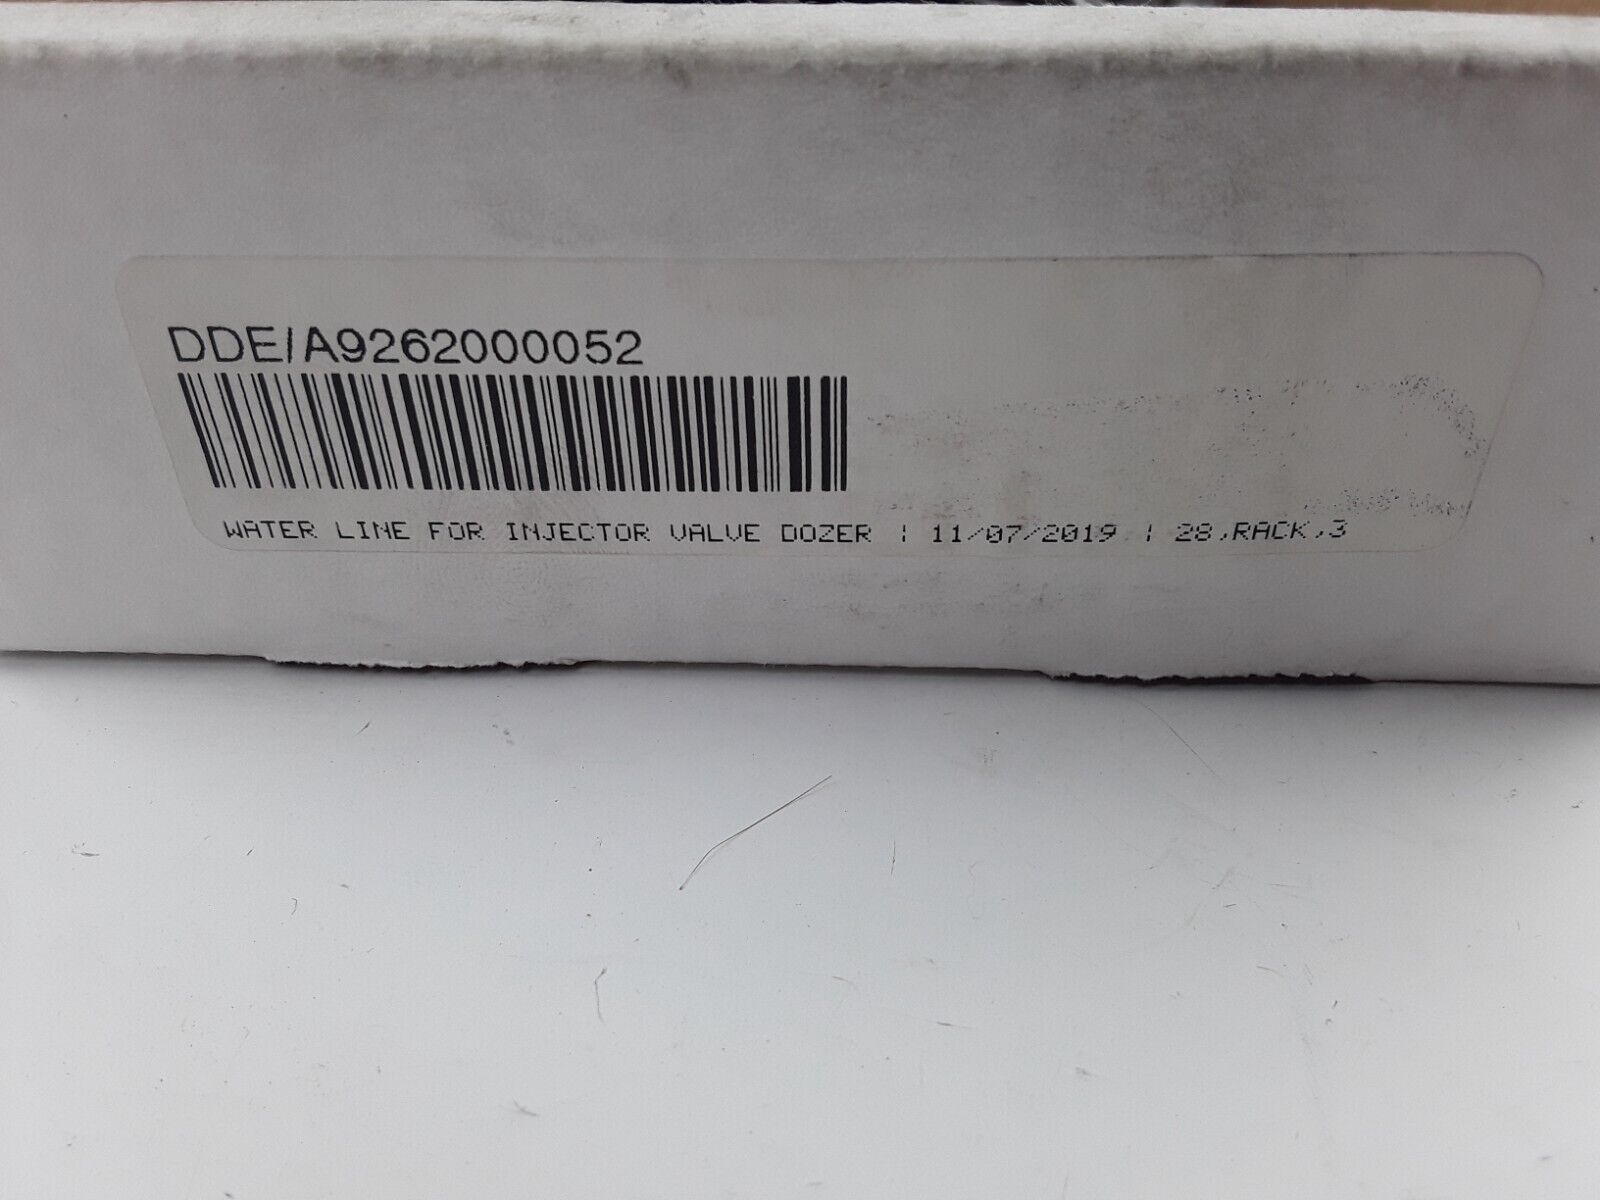 DDE/A9262000052
WATER LINE FOR INJECTOR VALVE DOZER | 11/07/2019 | 28,RACK,3